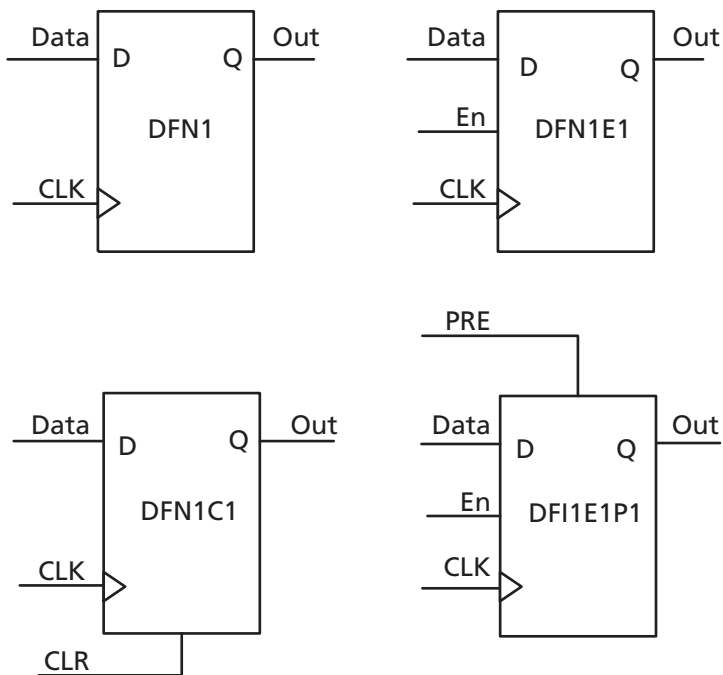 Data
D
Q
Out
DFN1
CLK
Data
D
Q
Out
En
DFN1E1
CLK
Data
D
Q
Out
DFN1C1
CLK
CLR
PRE
Data
D
Q
Out
En
DFI1E1P1
CLK